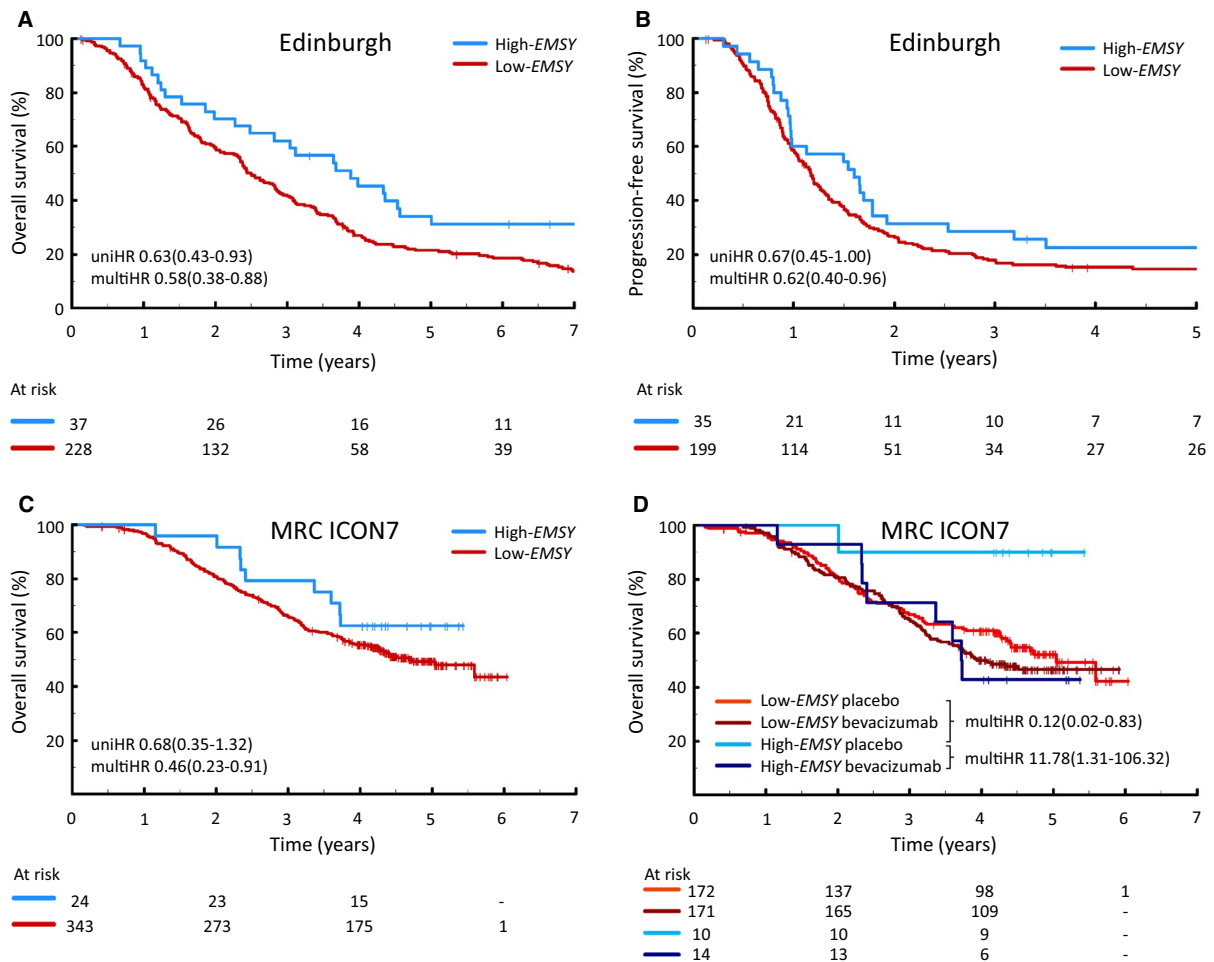 A
Edinburgh
High-EMSY
Low-EMSY
Overall survival (%)
100
80
60
40
20
0
uniHR 0.63(0.43-0.93)
multiHR 0.58(0.38-0.88)
0 1 2 3 4 5 6 7
Time (years)
At risk
37 26 16 11
228 132 58 39
B
Edinburgh
High-EMSY
Low-EMSY
Progression-free survival (%)
100
80
60
40
20
uniHR 0.67(0.45-1.00)
multiHR 0.62(0.40-0.96)
0 1 2 3 4 5
Time (years)
At risk
35 21 11 10 7 7
199 114 51 34 27 26
C
MRC ICON7
High-EMSY
Low-EMSY
Overall survival (%)
100
80
60
40
20
uniHR 0.68(0.35-1.32)
multiHR 0.46(0.23-0.91)
0 1 2 3 4 5 6 7
Time (years)
At risk
24 23 15 -
343 273 175 1
D
MRC ICON7
Overall survival (%)
100
80
60
40
20
Low-EMSY placebo
Low-EMSY bevacizumab
High-EMSY placebo
High-EMSY bevacizumab
multiHR 0.12(0.02-0.83)
multiHR 11.78(1.31-106.32)
0 1 2 3 4 5 6 7
Time (years)
At risk
172 137 98 1
171 165 109 -
10 10 9 -
14 13 6 -